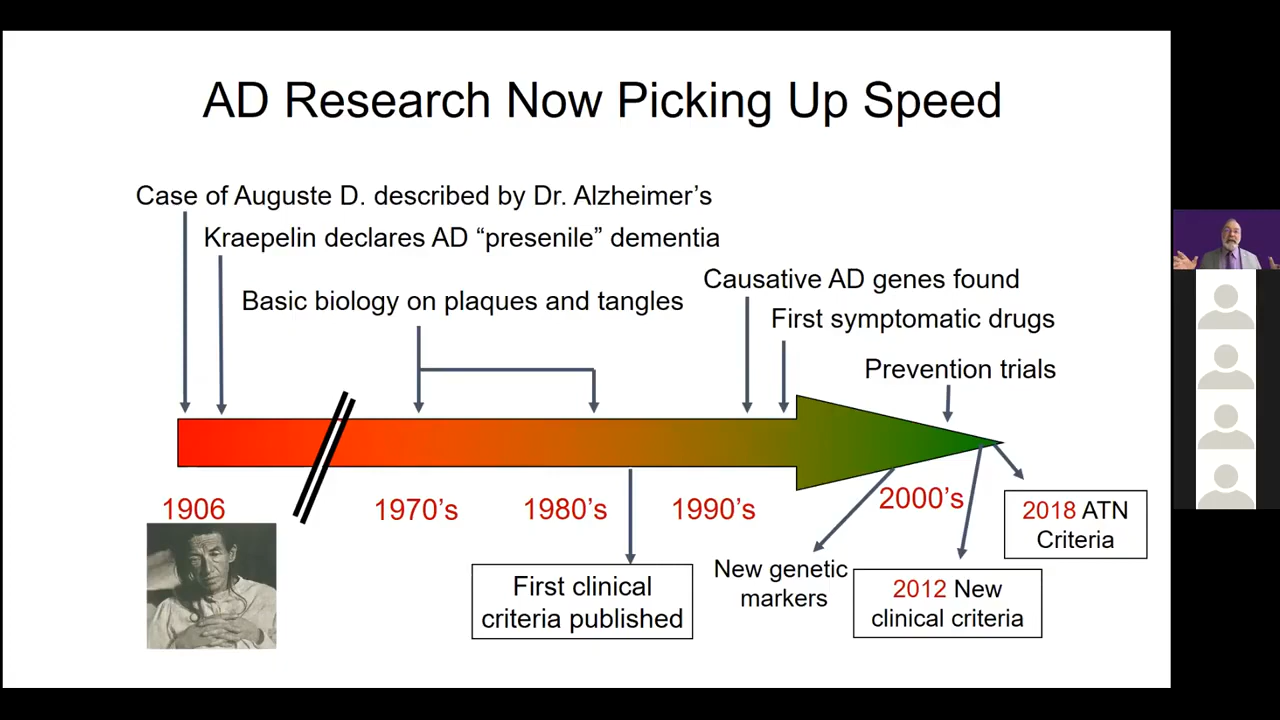 AD Research Now Picking Up Speed
Case of Auguste D. described by Dr. Alzheimer’s
Kraepelin declares AD “presenile” dementia
Basic biology on plaques and tangles
Causative AD genes found
First symptomatic drugs
Prevention trials
1906
1970’s
1980’s
1990’s
2000’s
First clinical
criteria published
New genetic
markers
2012 New
clinical criteria
2018 ATN
Criteria